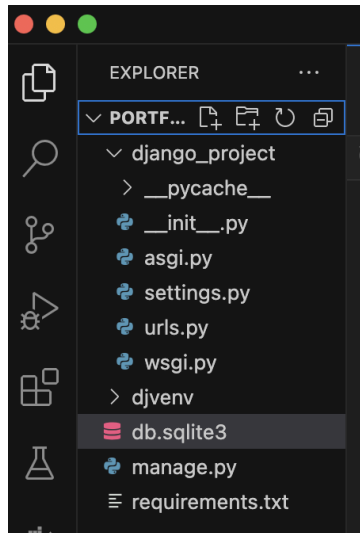 EXPLORER
PORTF...
django_project
__pycache__
__init__.py
asgi.py
settings.py
urls.py
wsgi.py
djvenv
db.sqlite3
manage.py
requirements.txt